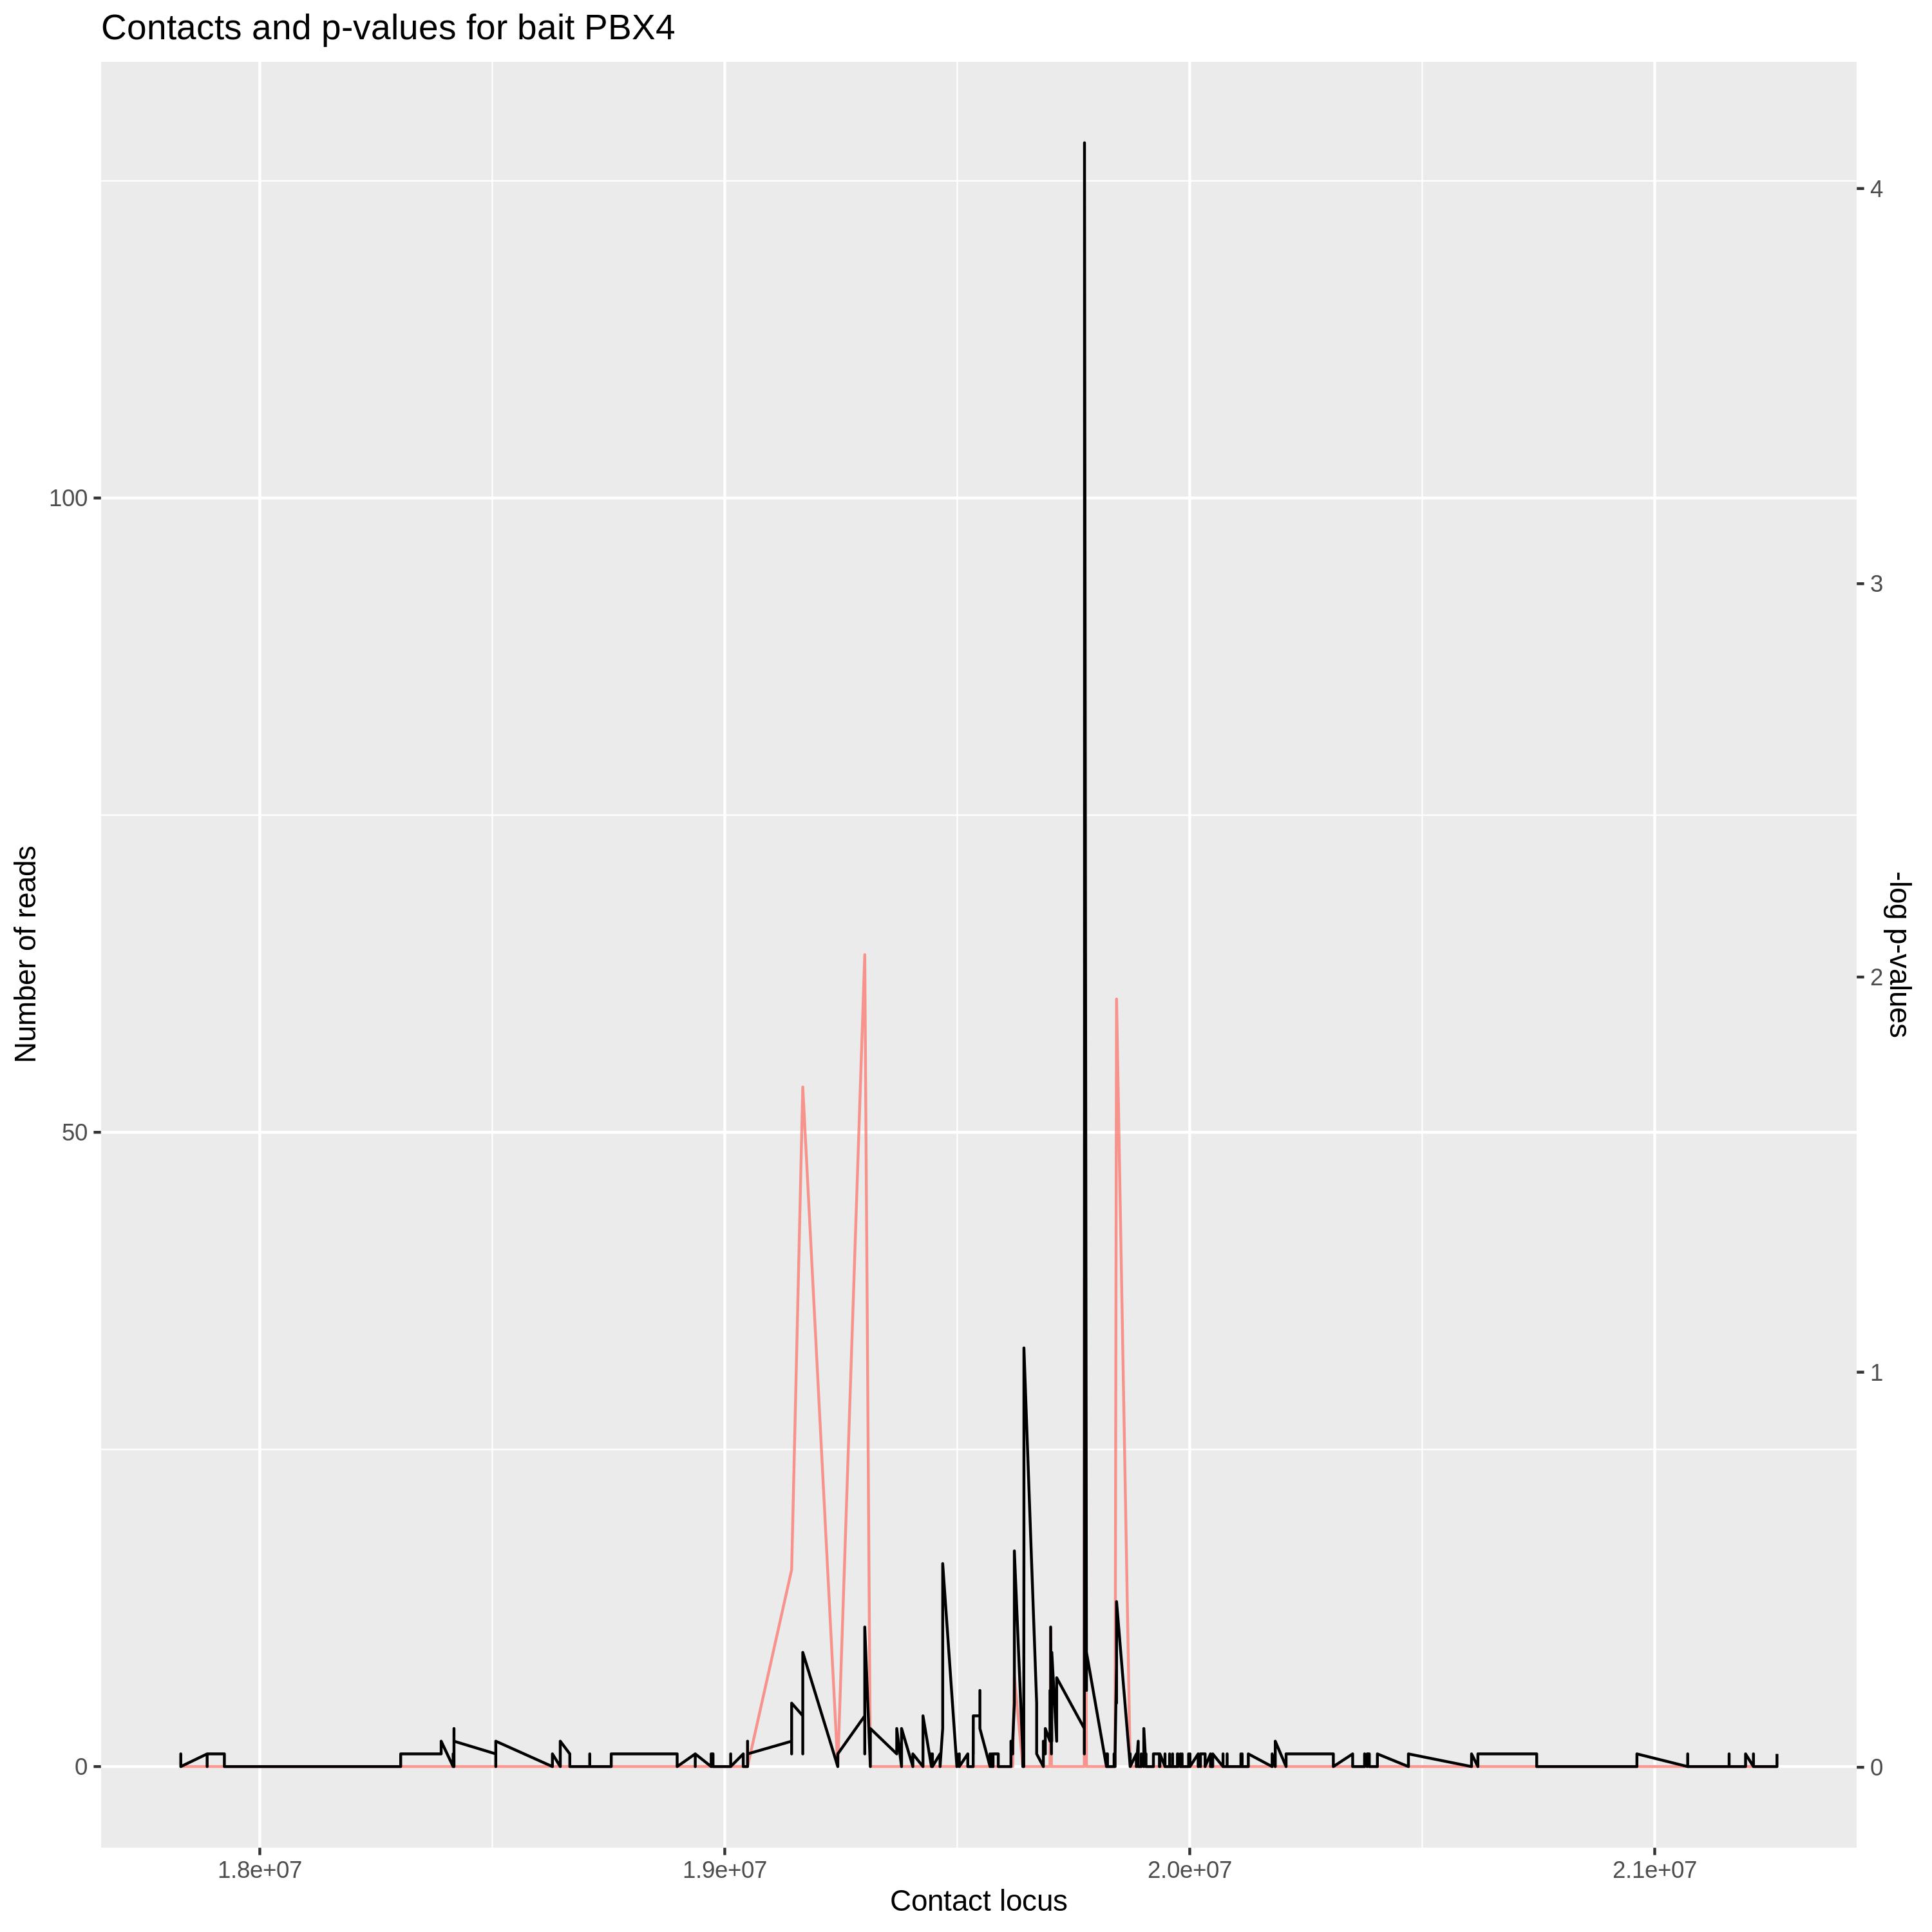 Contacts and p-values for bait PBX4
Number of reads
100
50
0
4
3
2
1
0
-log p-values
1.8e+07
1.9e+07
2.0e+07
2.1e+07
Contact locus